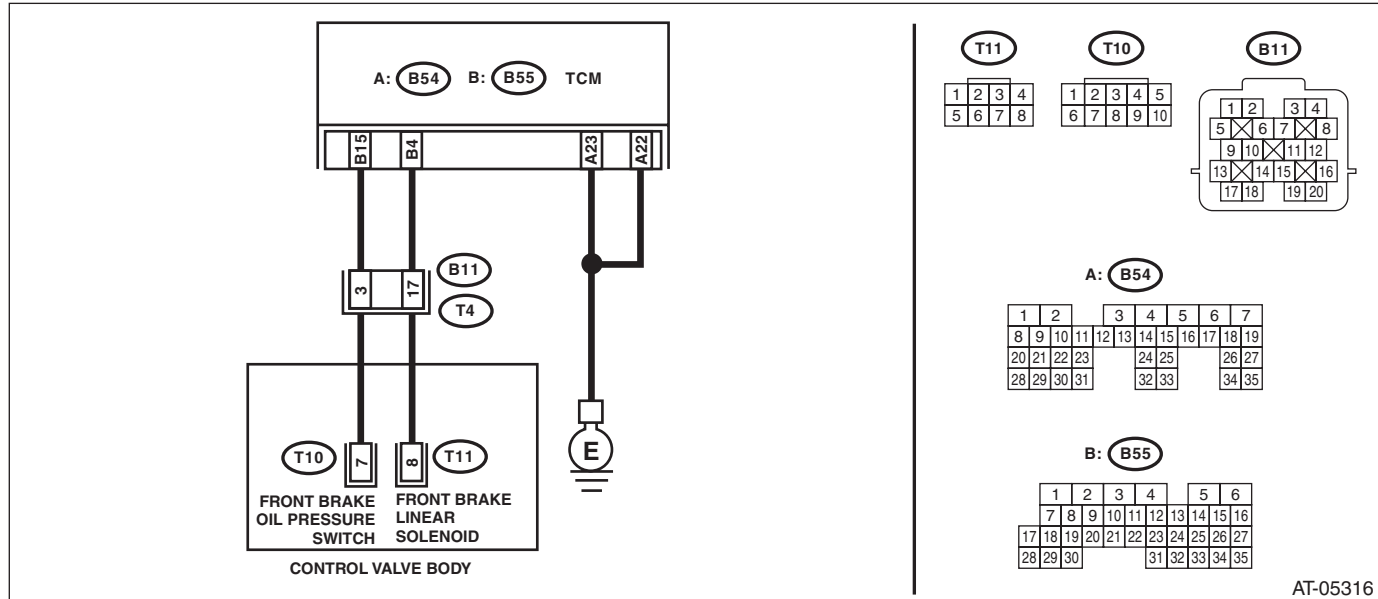 A: B54 B: B55 TCM
B15 B4 A23 A22
3 17
B11
T4
E
T10 7 8 T11
FRONT BRAKE
OIL PRESSURE
SWITCH
FRONT BRAKE
LINEAR
SOLENOID
CONTROL VALVE BODY
T11
1 2 3 4
5 6 7 8
T10
1 2 3 4 5
6 7 8 9 10
B11
1 2 3 4
5 6 7 8
9 10 11 12
13 14 15 16
17 18 19 20
A: B54
1 2 3 4 5 6 7
8 9 10 11 12 13 14 15 16 17 18 19
20 21 22 23 24 25 26 27
28 29 30 31 32 33 34 35
B: B55
1 2 3 4 5 6
7 8 9 10 11 12 13 14 15 16
17 18 19 20 21 22 23 24 25 26 27
28 29 30 31 32 33 34 35
AT-05316